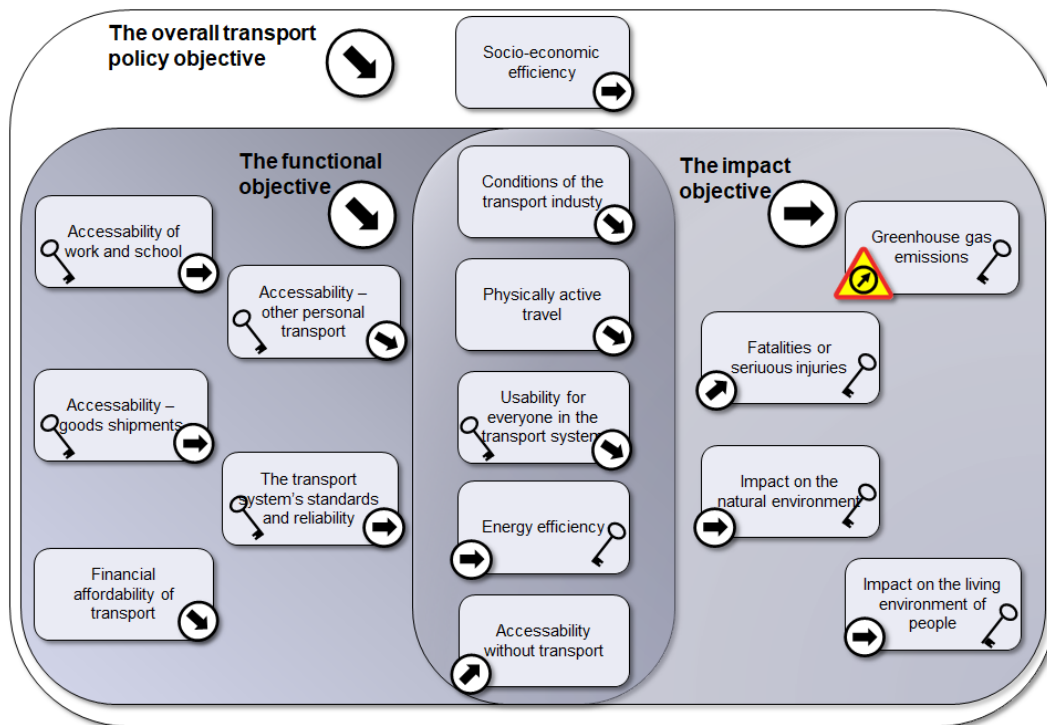 The overall transport
policy objective
Socio-economic
efficiency
The functional
objective
Accessability of
work and school
Accessability –
other personal
transport
Accessability –
goods shipments
The transport
system's standards
and reliability
Financial
affordability of
transport
Conditions of the
transport industy
Physically active
travel
Usability for
everyone in the
transport system
Energy efficiency
Accessability
without transport
The impact
objective
Greenhouse gas
emissions
Fatalities or
seriuous injuries
Impact on the
natural environment
Impact on the living
environment of
people